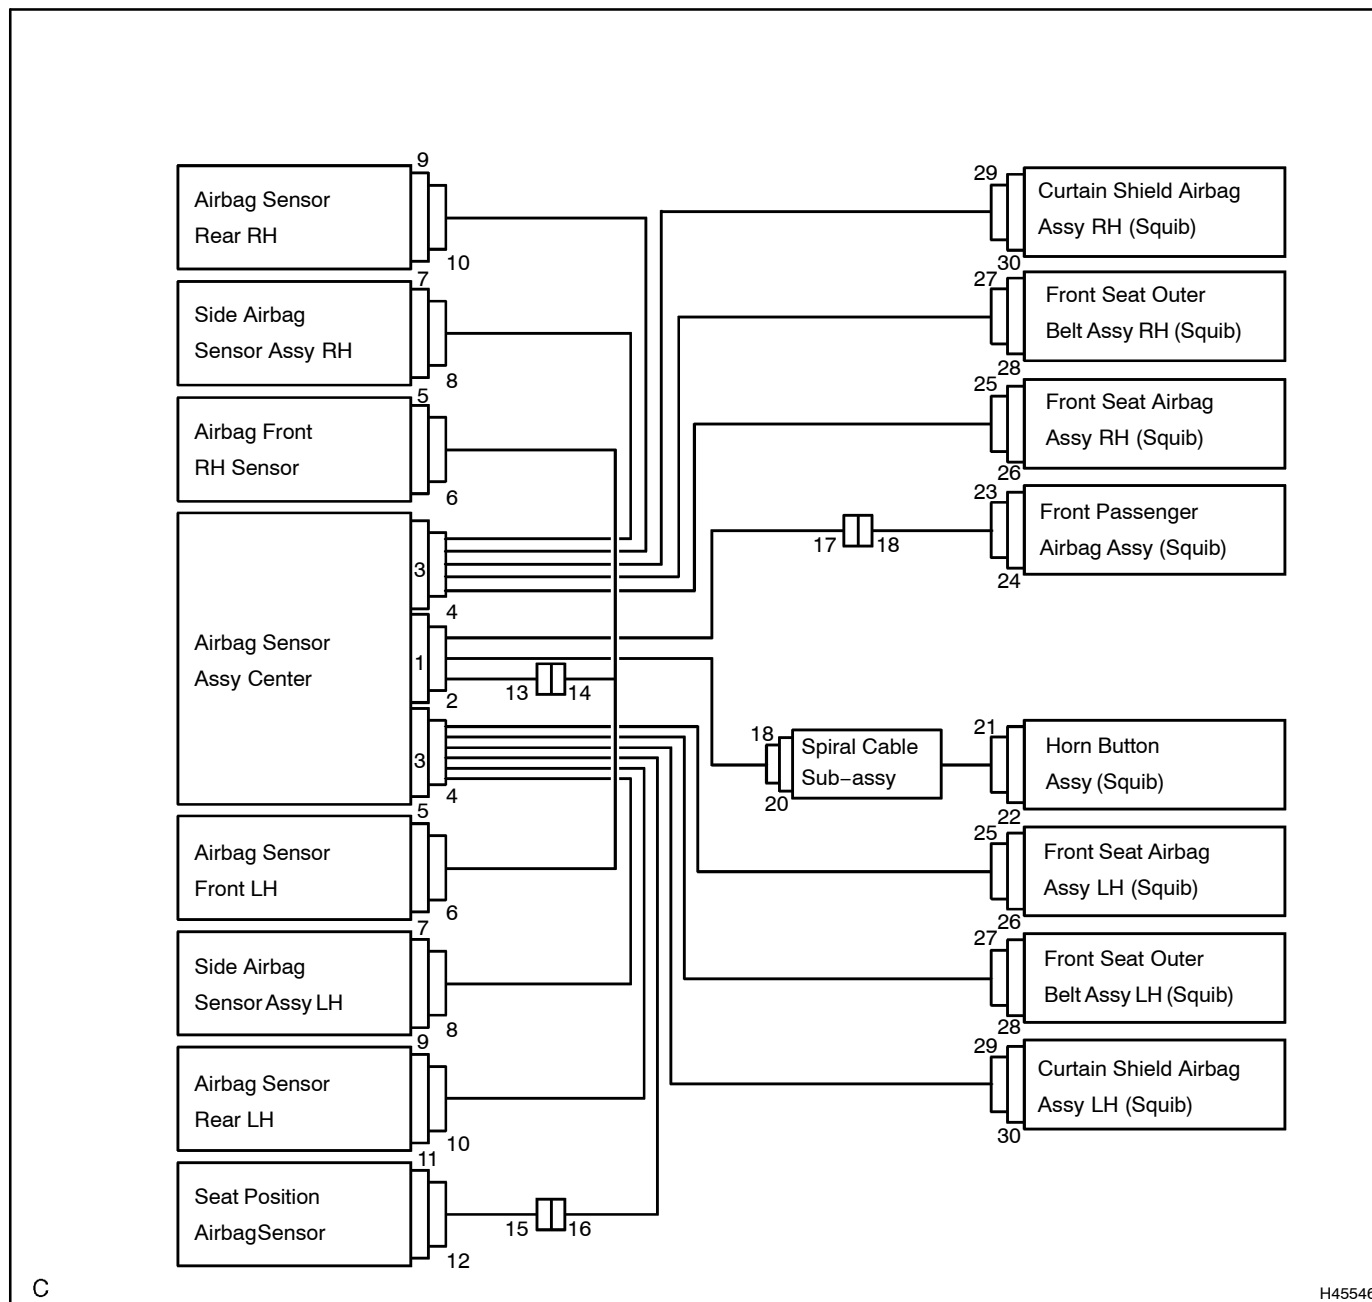 9
Airbag Sensor
Rear RH
10
7
Side Airbag
Sensor Assy RH
8
5
Airbag Front
RH Sensor
6
3
4
Airbag Sensor
Assy Center
1
2
13 14
3
4
5
Airbag Sensor
Front LH
6
7
Side Airbag
Sensor Assy LH
8
9
Airbag Sensor
Rear LH
10
11
Seat Position
AirbagSensor
12
15 16
29
Curtain Shield Airbag
Assy RH (Squib)
30
27
Front Seat Outer
Belt Assy RH (Squib)
28
25
Front Seat Airbag
Assy RH (Squib)
26
23
Front Passenger
Airbag Assy (Squib)
24
17 18
18
Spiral Cable
Sub-assy
20
21
Horn Button
Assy (Squib)
22
25
Front Seat Airbag
Assy LH (Squib)
26
27
Front Seat Outer
Belt Assy LH (Squib)
28
29
Curtain Shield Airbag
Assy LH (Squib)
30
C
H45546